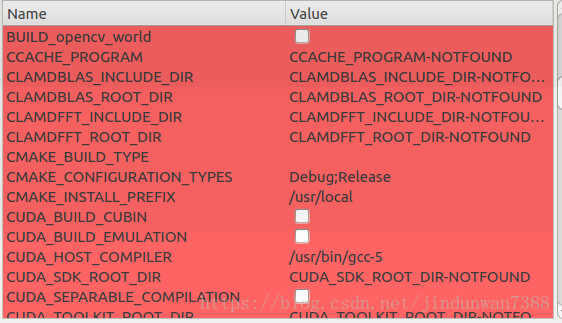 Name Value
BUILD_opencv_world
CCACHE_PROGRAM CCACHE_PROGRAM-NOTFOUND
CLAMDBLAS_INCLUDE_DIR CLAMDBLAS_INCLUDE_DIR-NOTFO...
CLAMDBLAS_ROOT_DIR CLAMDBLAS_ROOT_DIR-NOTFOUND
CLAMDFFT_INCLUDE_DIR CLAMDFFT_INCLUDE_DIR-NOTFOU...
CLAMDFFT_ROOT_DIR CLAMDFFT_ROOT_DIR-NOTFOUND
CMAKE_BUILD_TYPE
CMAKE_CONFIGURATION_TYPES Debug;Release
CMAKE_INSTALL_PREFIX /usr/local
CUDA_BUILD_CUBIN
CUDA_BUILD_EMULATION
CUDA_HOST_COMPILER /usr/bin/gcc-5
CUDA_SDK_ROOT_DIR CUDA_SDK_ROOT_DIR-NOTFOUND
CUDA_SEPARABLE_COMPILATION
https://blog.csdn.net/jindunwan7388
CUDA_TOOLKIT_ROOT_DIR CUDA_TOOLKIT_ROOT_DIR-NOTFO...